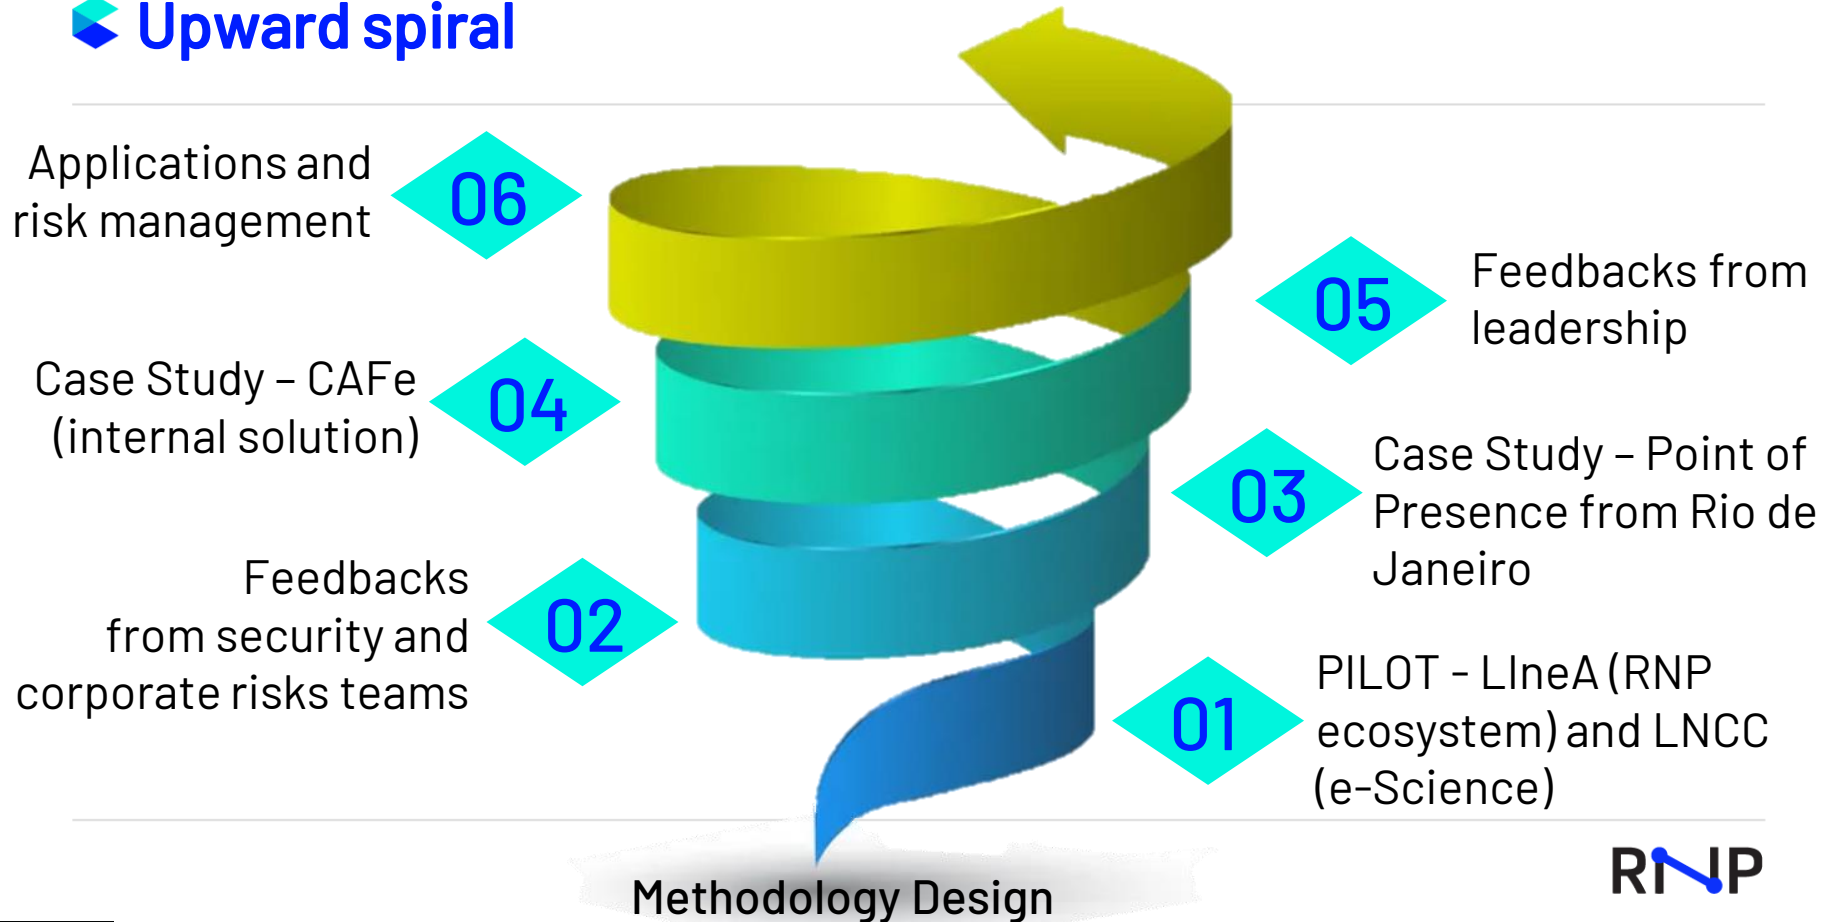 Upward spiral
Applications and
risk management
06
05
Feedbacks from
leadership
Case Study – CAFe
(internal solution)
04
03
Case Study – Point of
Presence from Rio de
Janeiro
Feedbacks
from security and
corporate risks teams
02
01
PILOT - LIneA (RNP
ecosystem) and LNCC
(e-Science)
Methodology Design
RNP